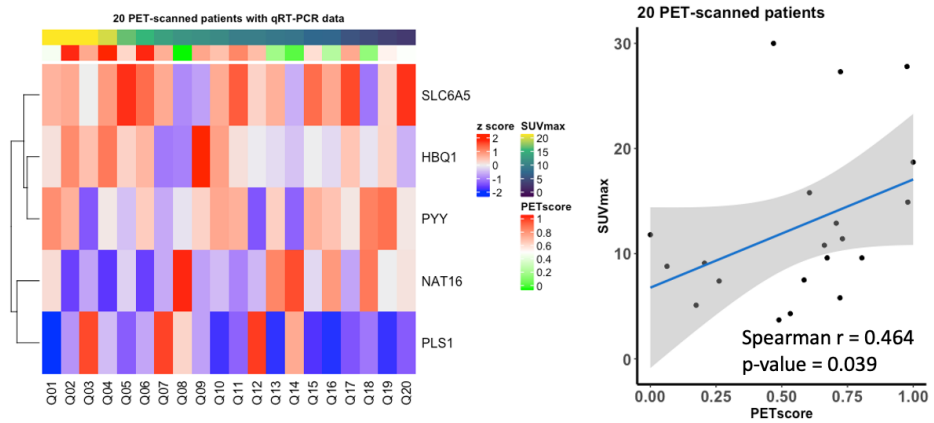 20 PET-scanned patients with qRT-PCR data
SLC6A5
HBQ1
PYY
NAT16
PLS1
Q01 Q02 Q03 Q04 Q05 Q06 Q07 Q08 Q09 Q10 Q11 Q12 Q13 Q14 Q15 Q16 Q17 Q18 Q19 Q20
z score
2
1
0
-1
-2
SUVmax
20
15
10
5
0
PETscore
1
0.8
0.6
0.4
0.2
0
20 PET-scanned patients
SUVmax
30
20
10
0
Spearman r = 0.464
p-value = 0.039
0.00 0.25 0.50 0.75 1.00
PETscore